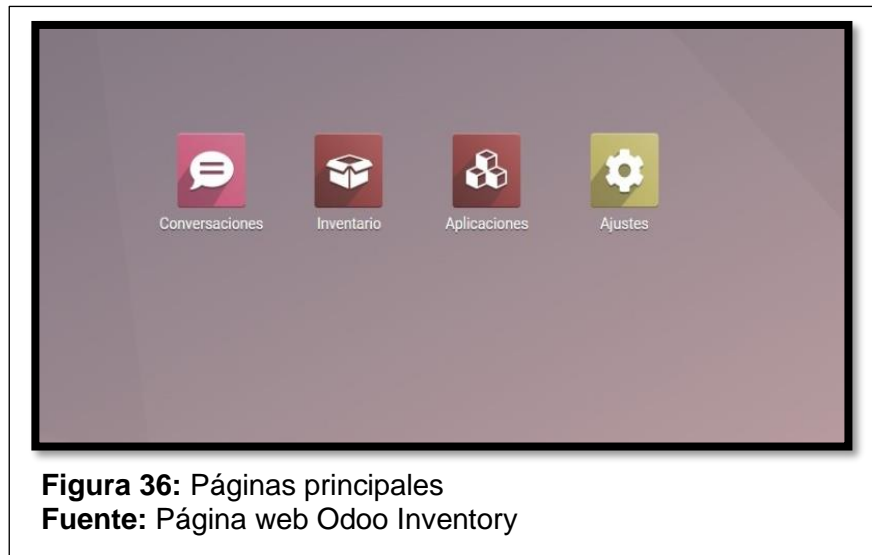 Conversaciones
Inventario
Aplicaciones
Ajustes
Figura 36: Páginas principales
Fuente: Página web Odoo Inventory